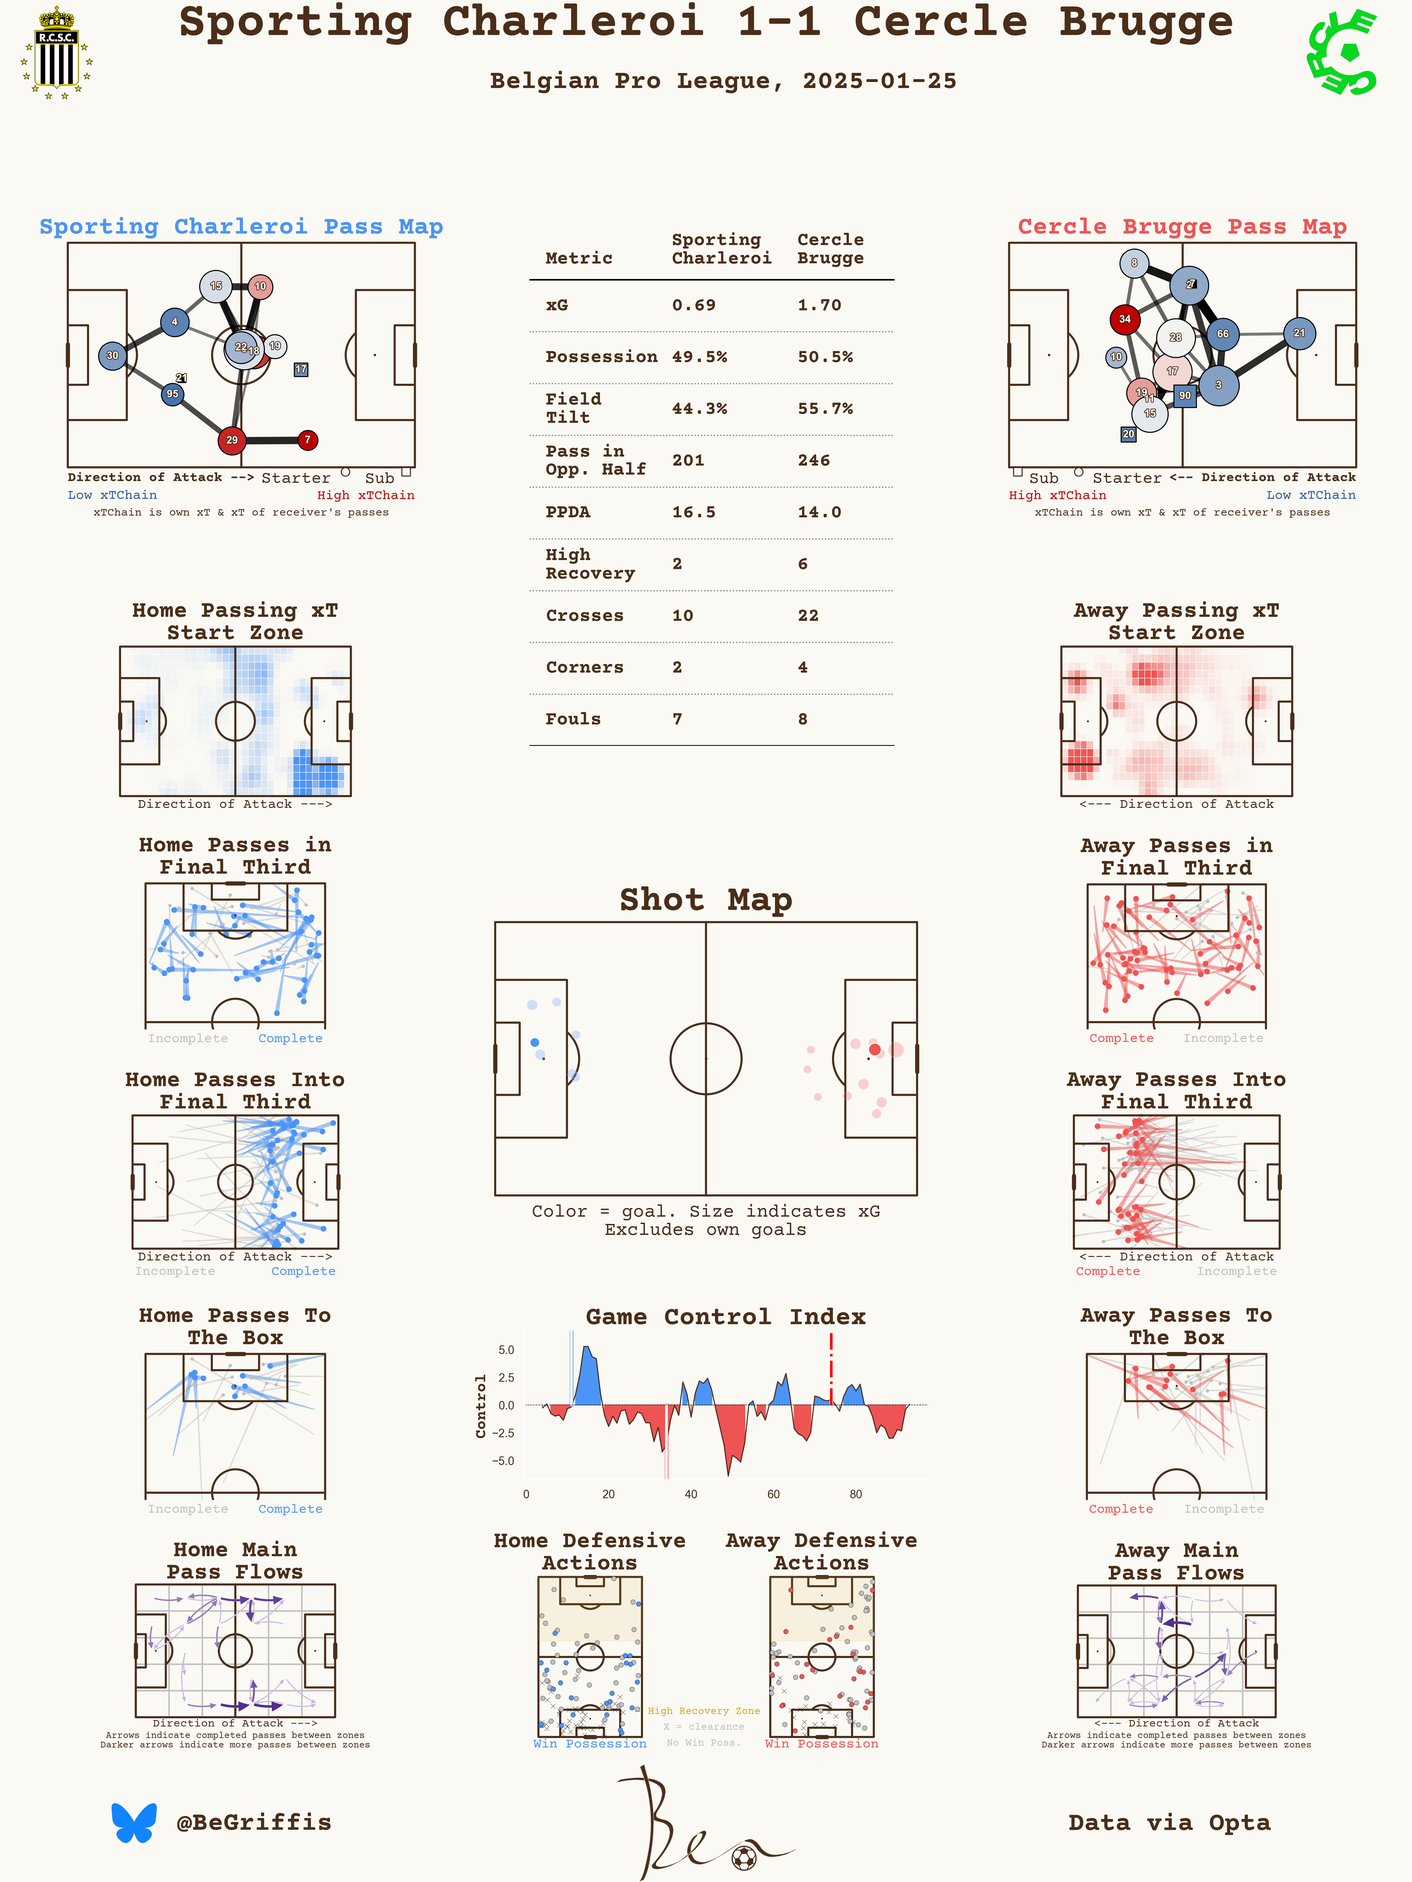 Sporting Charleroi 1-1 Cercle Brugge
Belgian Pro League, 2025-01-25
R.C.S.C.
CERCLE
Sporting Charleroi Pass Map
15
10
4
22
18
19
30
17
21
95
29
7
Direction of Attack --> Starter Sub
Low xTChain High xTChain
xTChain is own xT & xT of receiver's passes
Metric Sporting Charleroi Cercle Brugge
xG 0.69 1.70
Possession 49.5% 50.5%
Field Tilt 44.3% 55.7%
Pass in Opp. Half 201 246
PPDA 16.5 14.0
High Recovery 2 6
Crosses 10 22
Corners 2 4
Fouls 7 8
Cercle Brugge Pass Map
8
34
28
66
21
10
17
3
19
11
90
15
20
Sub Starter <-- Direction of Attack
High xTChain Low xTChain
xTChain is own xT & xT of receiver's passes
Home Passing xT
Start Zone
Direction of Attack --->
Away Passing xT
Start Zone
<--- Direction of Attack
Home Passes in
Final Third
Incomplete Complete
Away Passes in
Final Third
Complete Incomplete
Shot Map
Color = goal. Size indicates xG
Excludes own goals
Home Passes Into
Final Third
Direction of Attack --->
Incomplete Complete
Away Passes Into
Final Third
<--- Direction of Attack
Complete Incomplete
Home Passes To
The Box
Incomplete Complete
Game Control Index
Control
5.0
2.5
0.0
−2.5
−5.0
0 20 40 60 80
Away Passes To
The Box
Complete Incomplete
Home Main
Pass Flows
Direction of Attack --->
Arrows indicate completed passes between zones
Darker arrows indicate more passes between zones
Home Defensive
Actions
Win Possession
Away Defensive
Actions
Win Possession
High Recovery Zone
X = clearance
No Win Poss.
Away Main
Pass Flows
<--- Direction of Attack
Arrows indicate completed passes between zones
Darker arrows indicate more passes between zones
@BeGriffis
Ben
Data via Opta